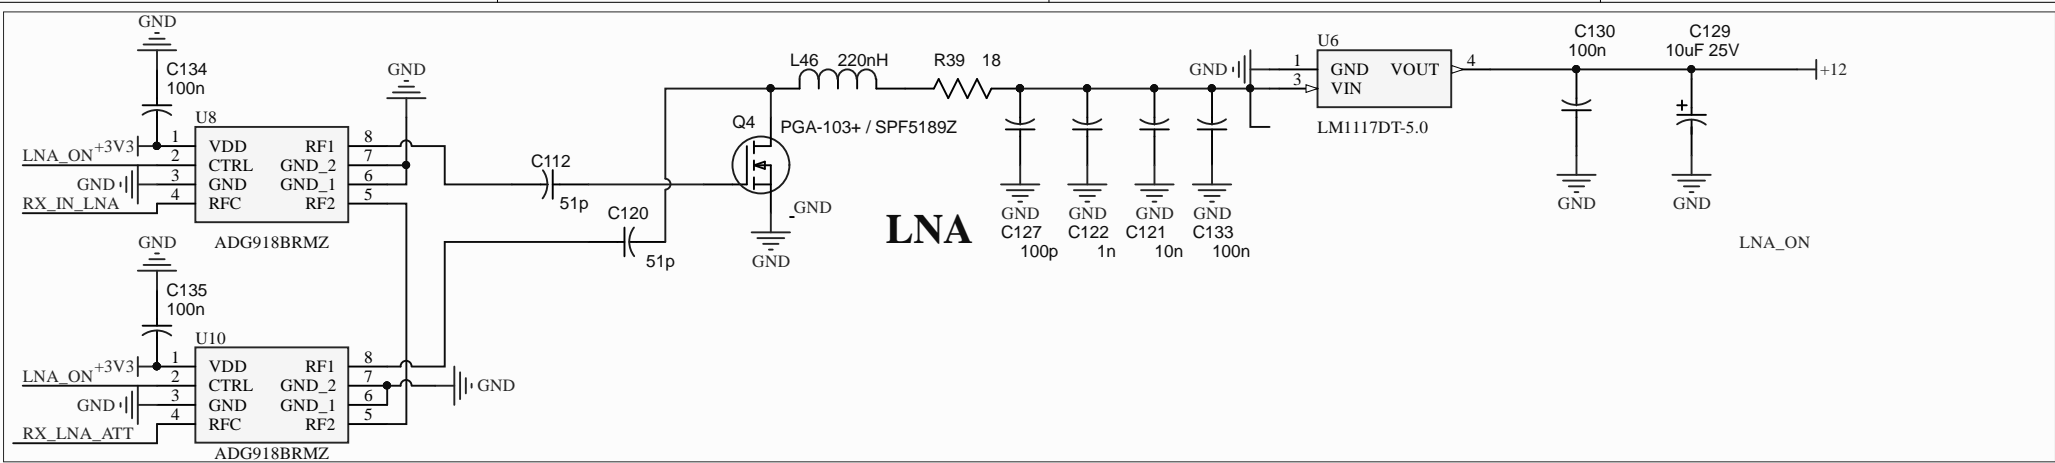 GND
C134
100n
U8
+3V3
1
VDD
RF1
8
LNA_ON
2
CTRL
GND_2
7
GND
3
GND
GND_1
6
RX_IN_LNA
4
RFC
RF2
5
ADG918BRMZ
GND
GND
C135
100n
U10
+3V3
1
VDD
RF1
8
LNA_ON
2
CTRL
GND_2
7
GND
GND
3
GND
GND_1
6
RX_LNA_ATT
4
RFC
RF2
5
ADG918BRMZ
C112
51p
C120
51p
L46 220nH
R39 18
Q4
PGA-103+ / SPF5189Z
-GND
GND
LNA
GND
C127
100p
GND
C122
1n
GND
C121
10n
GND
C133
100n
U6
GND
1
GND
VOUT
4
3
VIN
LM1117DT-5.0
C130
100n
GND
C129
10uF 25V
+
GND
+12
LNA_ON